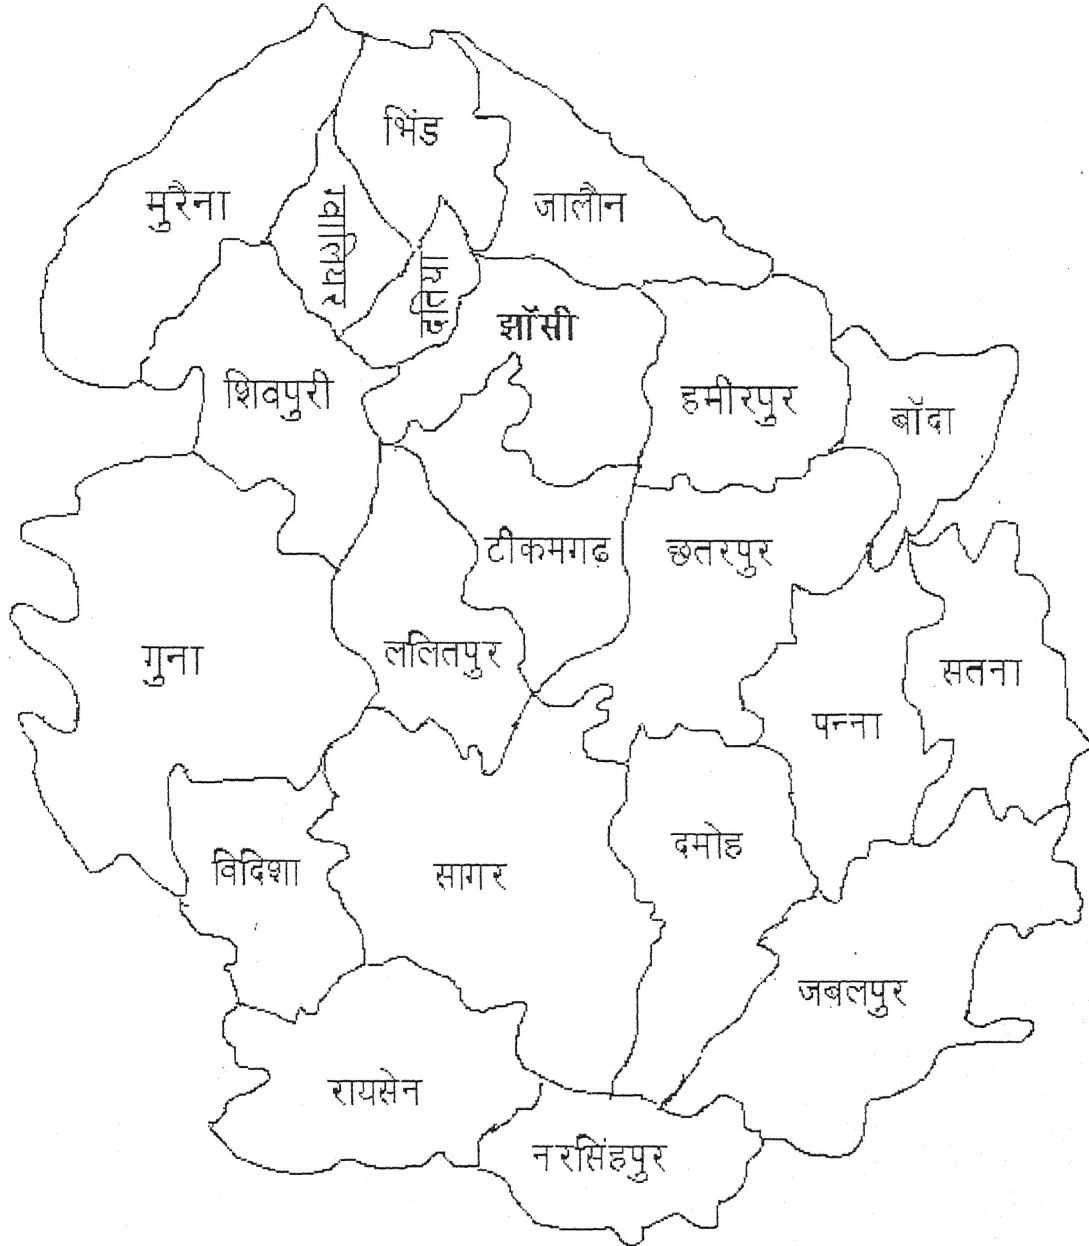 भिंड
मुरैना
ग्वालियर
जालौन
दतिया
झाँसी
शिवपुरी
हमीरपुर
बाँदा
टीकमगढ़
छतरपुर
गुना
ललितपुर
सतना
पन्ना
दमोह
विदिशा
सागर
जबलपुर
रायसेन
नरसिंहपुर